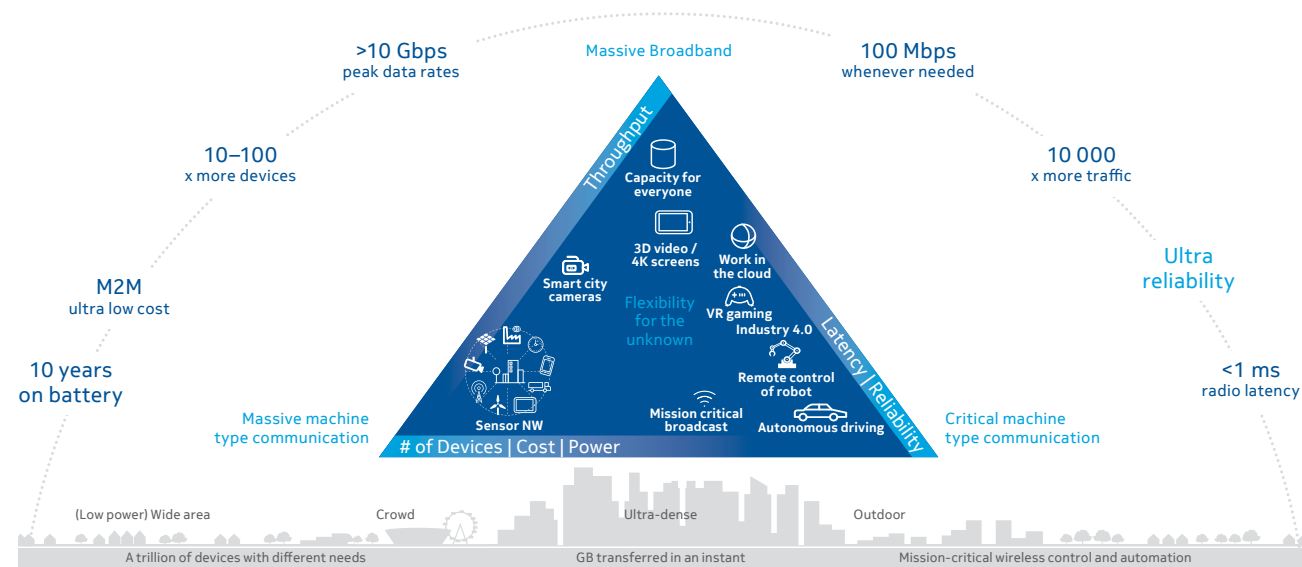 >10 Gbps
peak data rates
Massive Broadband
100 Mbps
whenever needed
10–100
x more devices
10 000
x more traffic
M2M
ultra low cost
Ultra
reliability
10 years
on battery
<1 ms
radio latency
Throughput
Capacity for
everyone
3D video /
4K screens
Work in
the cloud
Smart city
cameras
Flexibility
for the
unknown
VR gaming
Industry 4.0
Latency | Reliability
Remote control
of robot
Sensor NW
Mission critical
broadcast
Autonomous driving
Massive machine
type communication
Critical machine
type communication
# of Devices | Cost | Power
(Low power) Wide area
Crowd
Ultra-dense
Outdoor
A trillion of devices with different needs
GB transferred in an instant
Mission-critical wireless control and automation